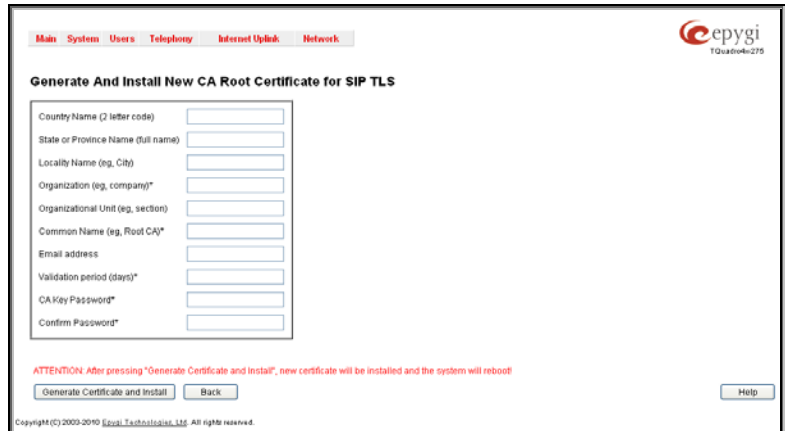 Main System Users Telephony Internet Uplink Network
epygi
Generate And Install New CA Root Certificate for SIP TLS
Country Name (2 letter code)
State or Province Name (full name)
Locality Name (eg, City)
Organization (eg, company)*
Organizational Unit (eg, section)
Common Name (eg, Root CA)*
Email address
Validation period (days)*
CA Key Password*
Confirm Password*
ATTENTION: After pressing "Generate Certificate and Install", new certificate will be installed and the system will reboot!
Generate Certificate and Install Back Help
Copyright (C) 2003-2010 Epygi Technologies, Ltd. All rights reserved.